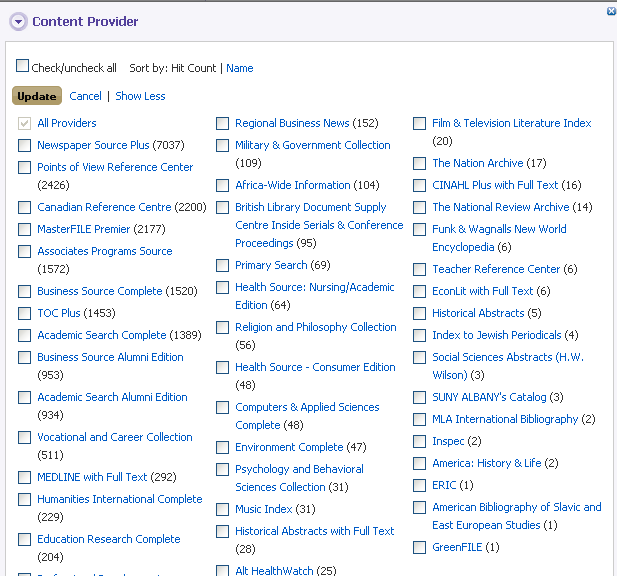 Content Provider
Check/uncheck all Sort by: Hit Count | Name
Update Cancel | Show Less
All Providers
Newspaper Source Plus (7037)
Points of View Reference Center
(2426)
Canadian Reference Centre (2200)
MasterFILE Premier (2177)
Associates Programs Source
(1572)
Business Source Complete (1520)
TOC Plus (1453)
Academic Search Complete (1389)
Business Source Alumni Edition
(953)
Academic Search Alumni Edition
(934)
Vocational and Career Collection
(511)
MEDLINE with Full Text (292)
Humanities International Complete
(229)
Education Research Complete
(204)
Regional Business News (152)
Military & Government Collection
(109)
Africa-Wide Information (104)
British Library Document Supply
Centre Inside Serials & Conference
Proceedings (95)
Primary Search (69)
Health Source: Nursing/Academic
Edition (64)
Religion and Philosophy Collection
(56)
Health Source - Consumer Edition
(48)
Computers & Applied Sciences
Complete (48)
Environment Complete (47)
Psychology and Behavioral
Sciences Collection (31)
Music Index (31)
Historical Abstracts with Full Text
(28)
Alt HealthWatch (25)
Film & Television Literature Index
(20)
The Nation Archive (17)
CINAHL Plus with Full Text (16)
The National Review Archive (14)
Funk & Wagnalls New World
Encyclopedia (6)
Teacher Reference Center (6)
EconLit with Full Text (6)
Historical Abstracts (5)
Index to Jewish Periodicals (4)
Social Sciences Abstracts (H.W.
Wilson) (3)
SUNY ALBANY's Catalog (3)
MLA International Bibliography (2)
Inspec (2)
America: History & Life (2)
ERIC (1)
American Bibliography of Slavic and
East European Studies (1)
GreenFILE (1)